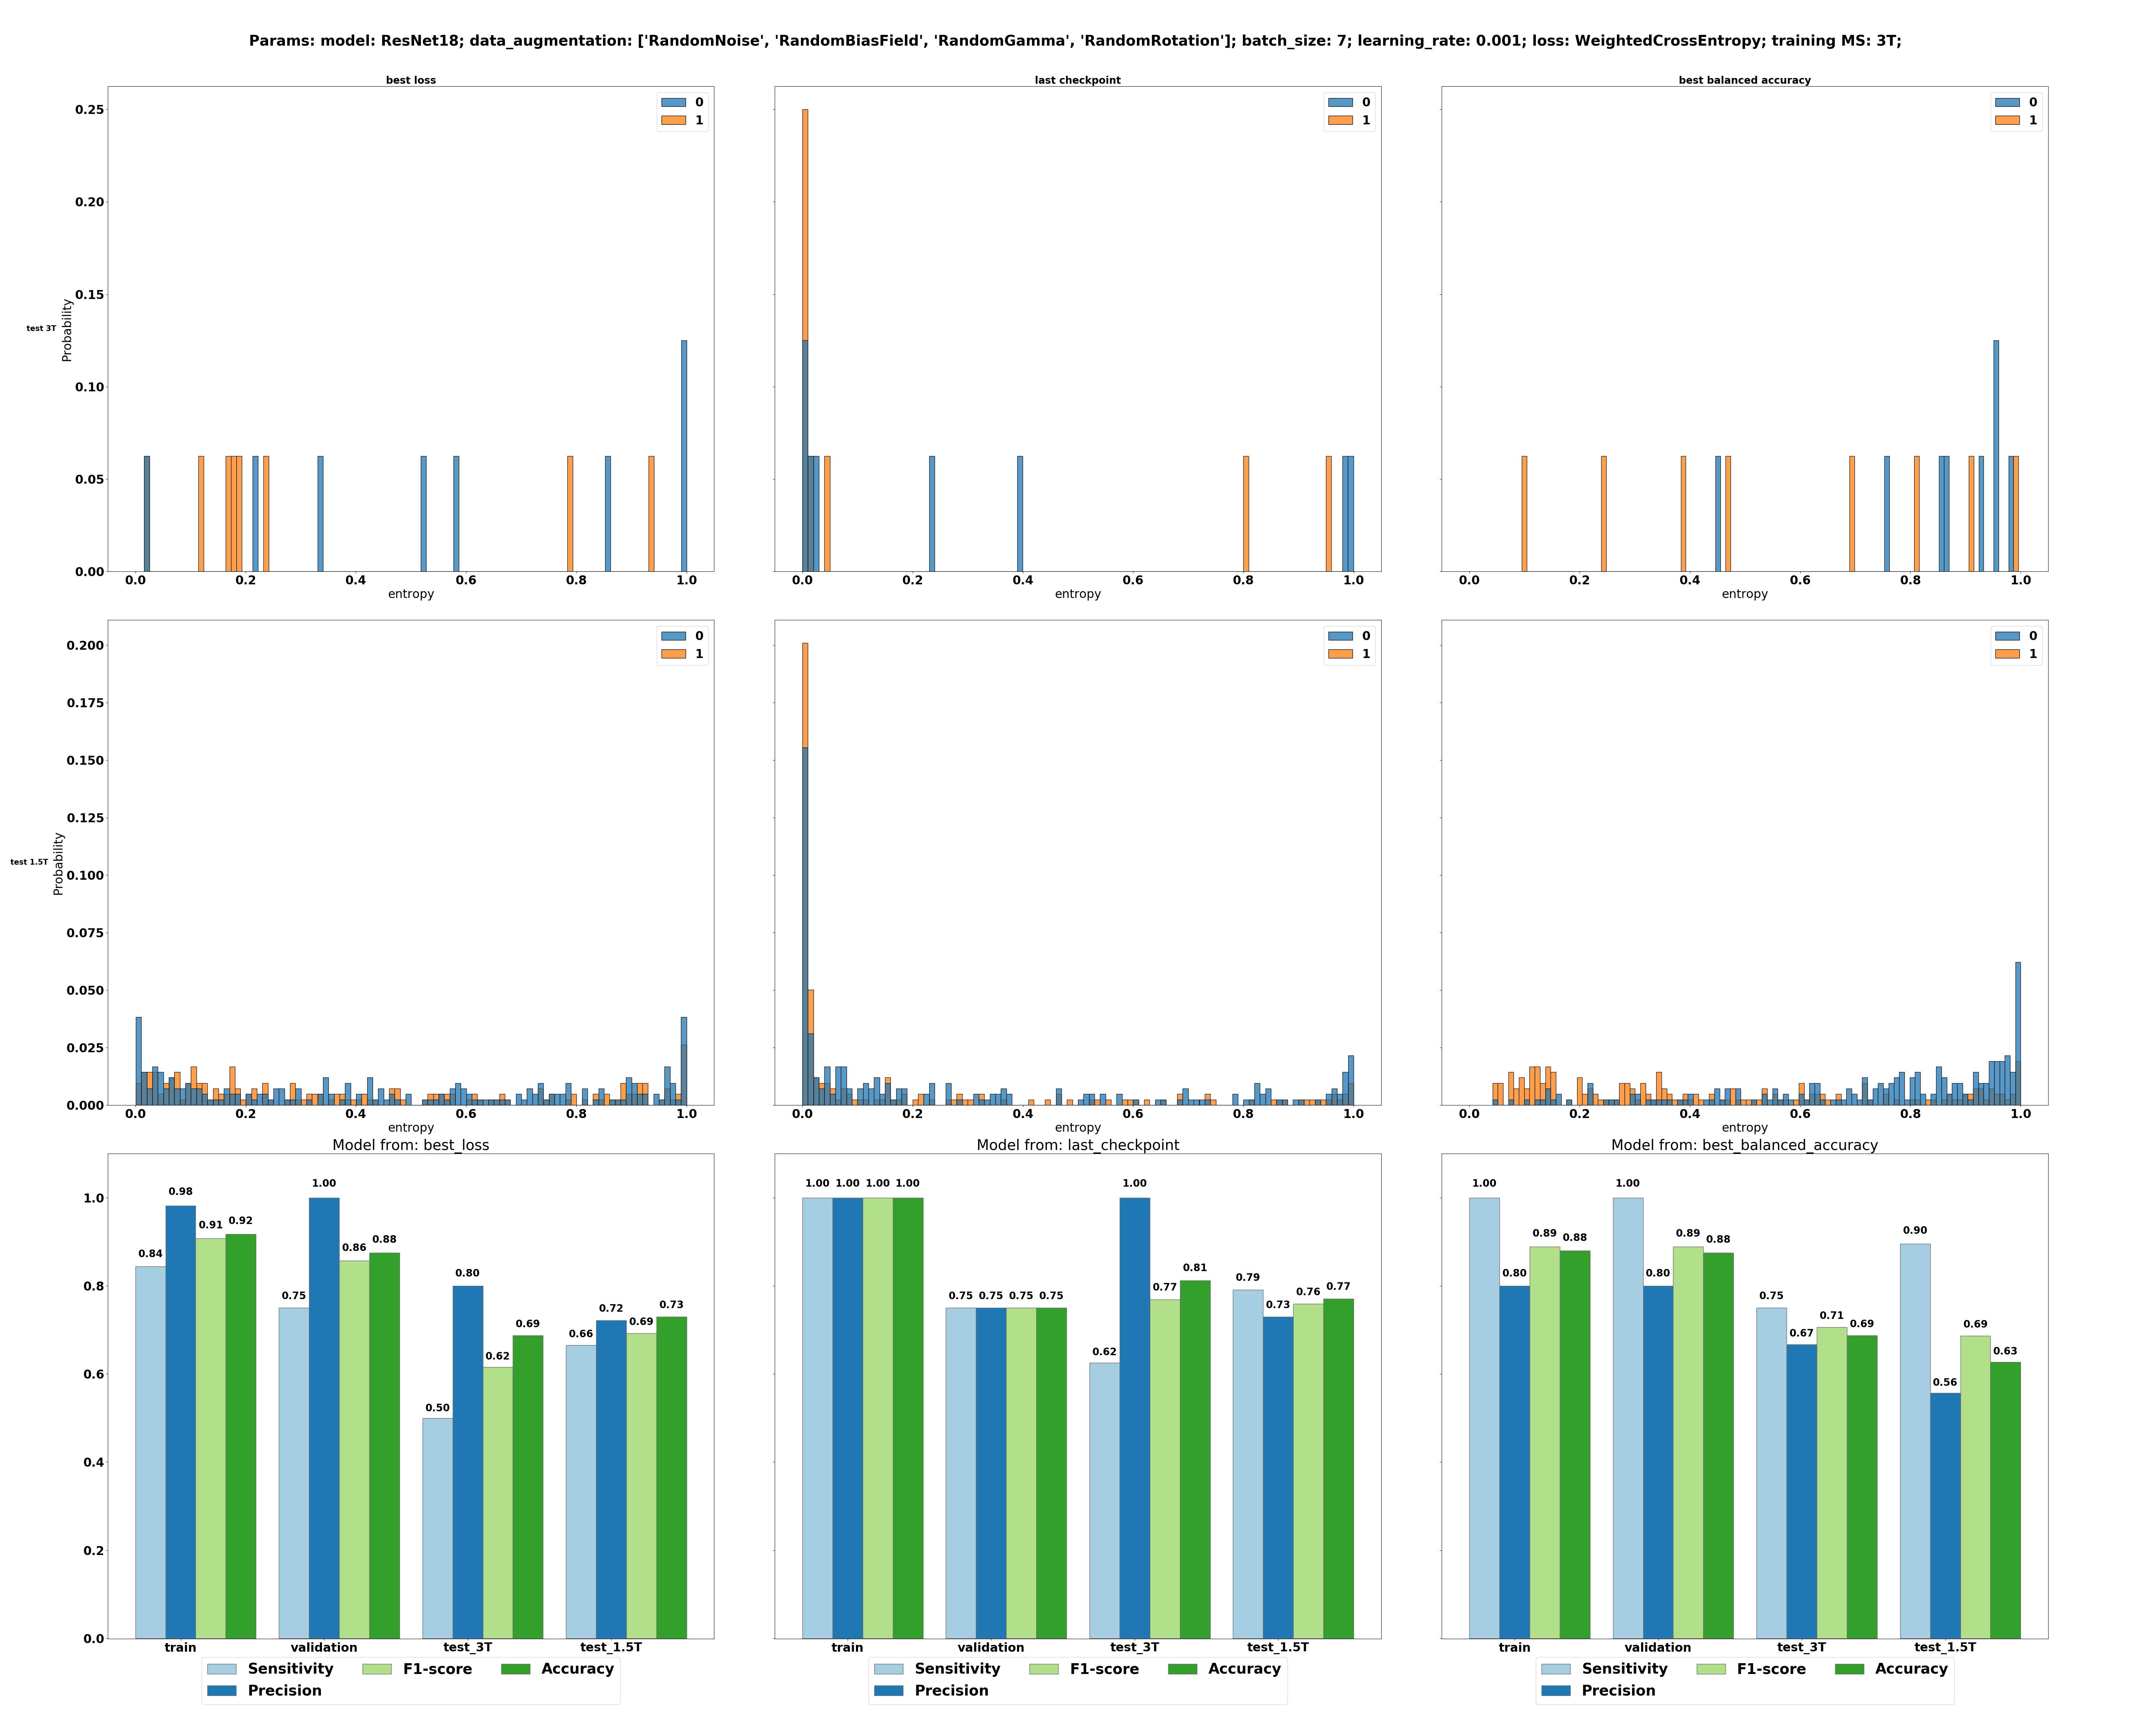 Params: model: ResNet18; data_augmentation: ['RandomNoise', 'RandomBiasField', 'RandomGamma', 'RandomRotation']; batch_size: 7; learning_rate: 0.001; loss: WeightedCrossEntropy; training MS: 3T;
best loss
last checkpoint
best balanced accuracy
test 3T
Probability
0.25
0.20
0.15
0.10
0.05
0.00
0
1
0
1
0
1
0.0 0.2 0.4 0.6 0.8 1.0
0.0 0.2 0.4 0.6 0.8 1.0
0.0 0.2 0.4 0.6 0.8 1.0
entropy
entropy
entropy
test 1.5T
Probability
0.200
0.175
0.150
0.125
0.100
0.075
0.050
0.025
0.000
0
1
0
1
0
1
0.0 0.2 0.4 0.6 0.8 1.0
0.0 0.2 0.4 0.6 0.8 1.0
0.0 0.2 0.4 0.6 0.8 1.0
entropy
entropy
entropy
Model from: best_loss
1.0
0.8
0.6
0.4
0.2
0.0
0.84 0.98 0.91 0.92
0.75 1.00 0.86 0.88
0.50 0.80 0.62 0.69
0.66 0.72 0.69 0.73
train validation test_3T test_1.5T
Sensitivity F1-score Accuracy
Precision
Model from: last_checkpoint
1.00 1.00 1.00 1.00
0.75 0.75 0.75 0.75
0.62 1.00 0.77 0.81
0.79 0.73 0.76 0.77
train validation test_3T test_1.5T
Sensitivity F1-score Accuracy
Precision
Model from: best_balanced_accuracy
1.00 0.80 0.89 0.88
1.00 0.80 0.89 0.88
0.75 0.67 0.71 0.69
0.90 0.56 0.69 0.63
train validation test_3T test_1.5T
Sensitivity F1-score Accuracy
Precision